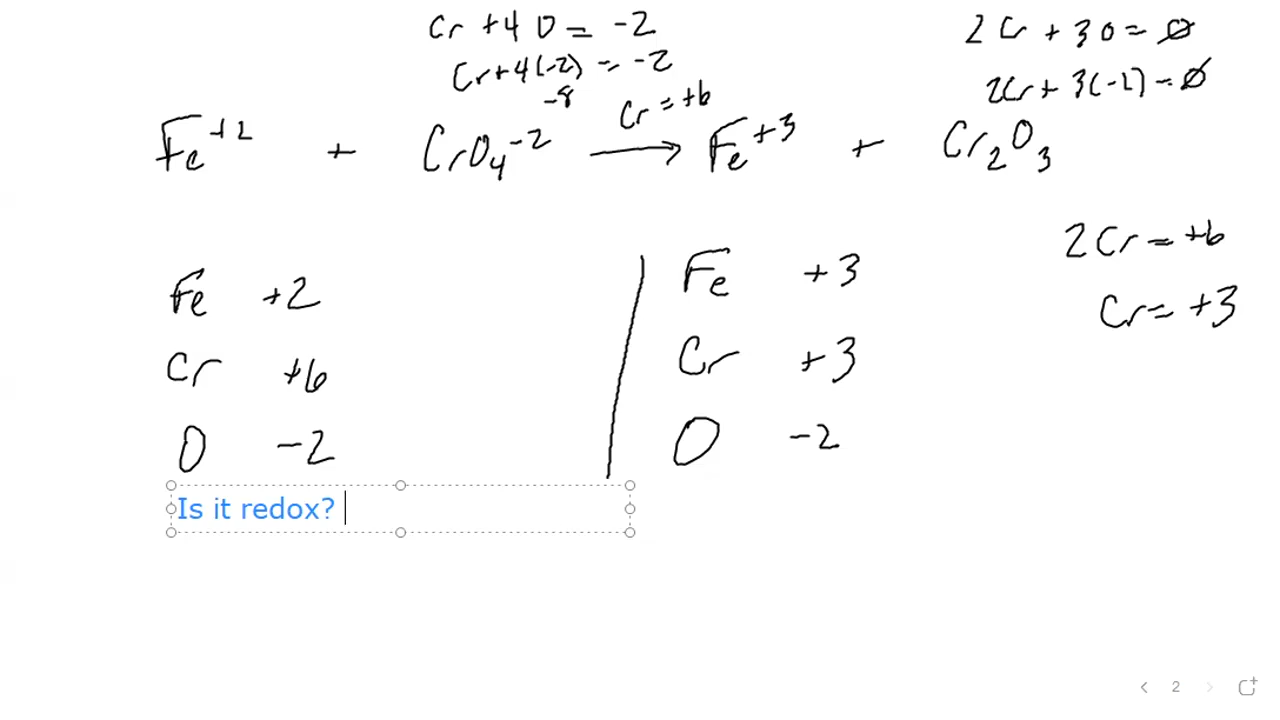 Cr + 4 O = -2
2 Cr + 3 O = 0
Cr + 4(-2) = -2
2Cr + 3(-2) = 0
-8
Cr = +6
Fe+2 + CrO4-2 → Fe+3 + Cr2O3
2 Cr = +6
Cr = +3
Fe +2
Fe +3
Cr +6
Cr +3
O -2
O -2
Is it redox?
2